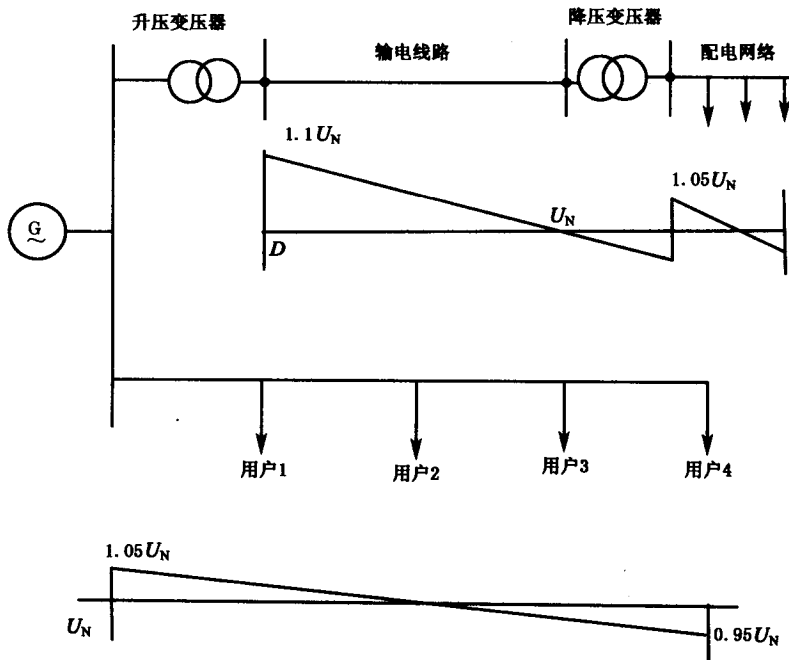 升压变压器
输电线路
降压变压器
配电网络
1.1U_N
1.05U_N
U_N
D
G
~
用户1
用户2
用户3
用户4
1.05U_N
U_N
0.95U_N